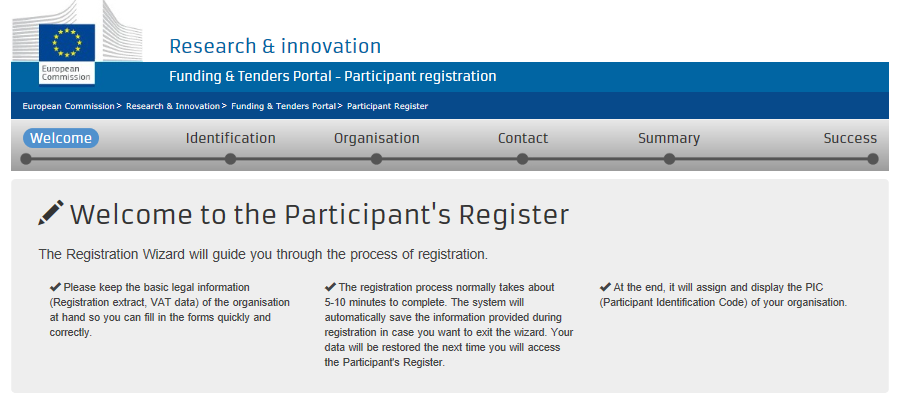 European
Commission
Research & innovation
Funding & Tenders Portal - Participant registration
European Commission > Research & Innovation > Funding & Tenders Portal > Participant Register
Welcome Identification Organisation Contact Summary Success
Welcome to the Participant's Register
The Registration Wizard will guide you through the process of registration.
Please keep the basic legal information
(Registration extract, VAT data) of the organisation
at hand so you can fill in the forms quickly and
correctly.
The registration process normally takes about
5-10 minutes to complete. The system will
automatically save the information provided during
registration in case you want to exit the wizard. Your
data will be restored the next time you will access
the Participant's Register.
At the end, it will assign and display the PIC
(Participant Identification Code) of your organisation.